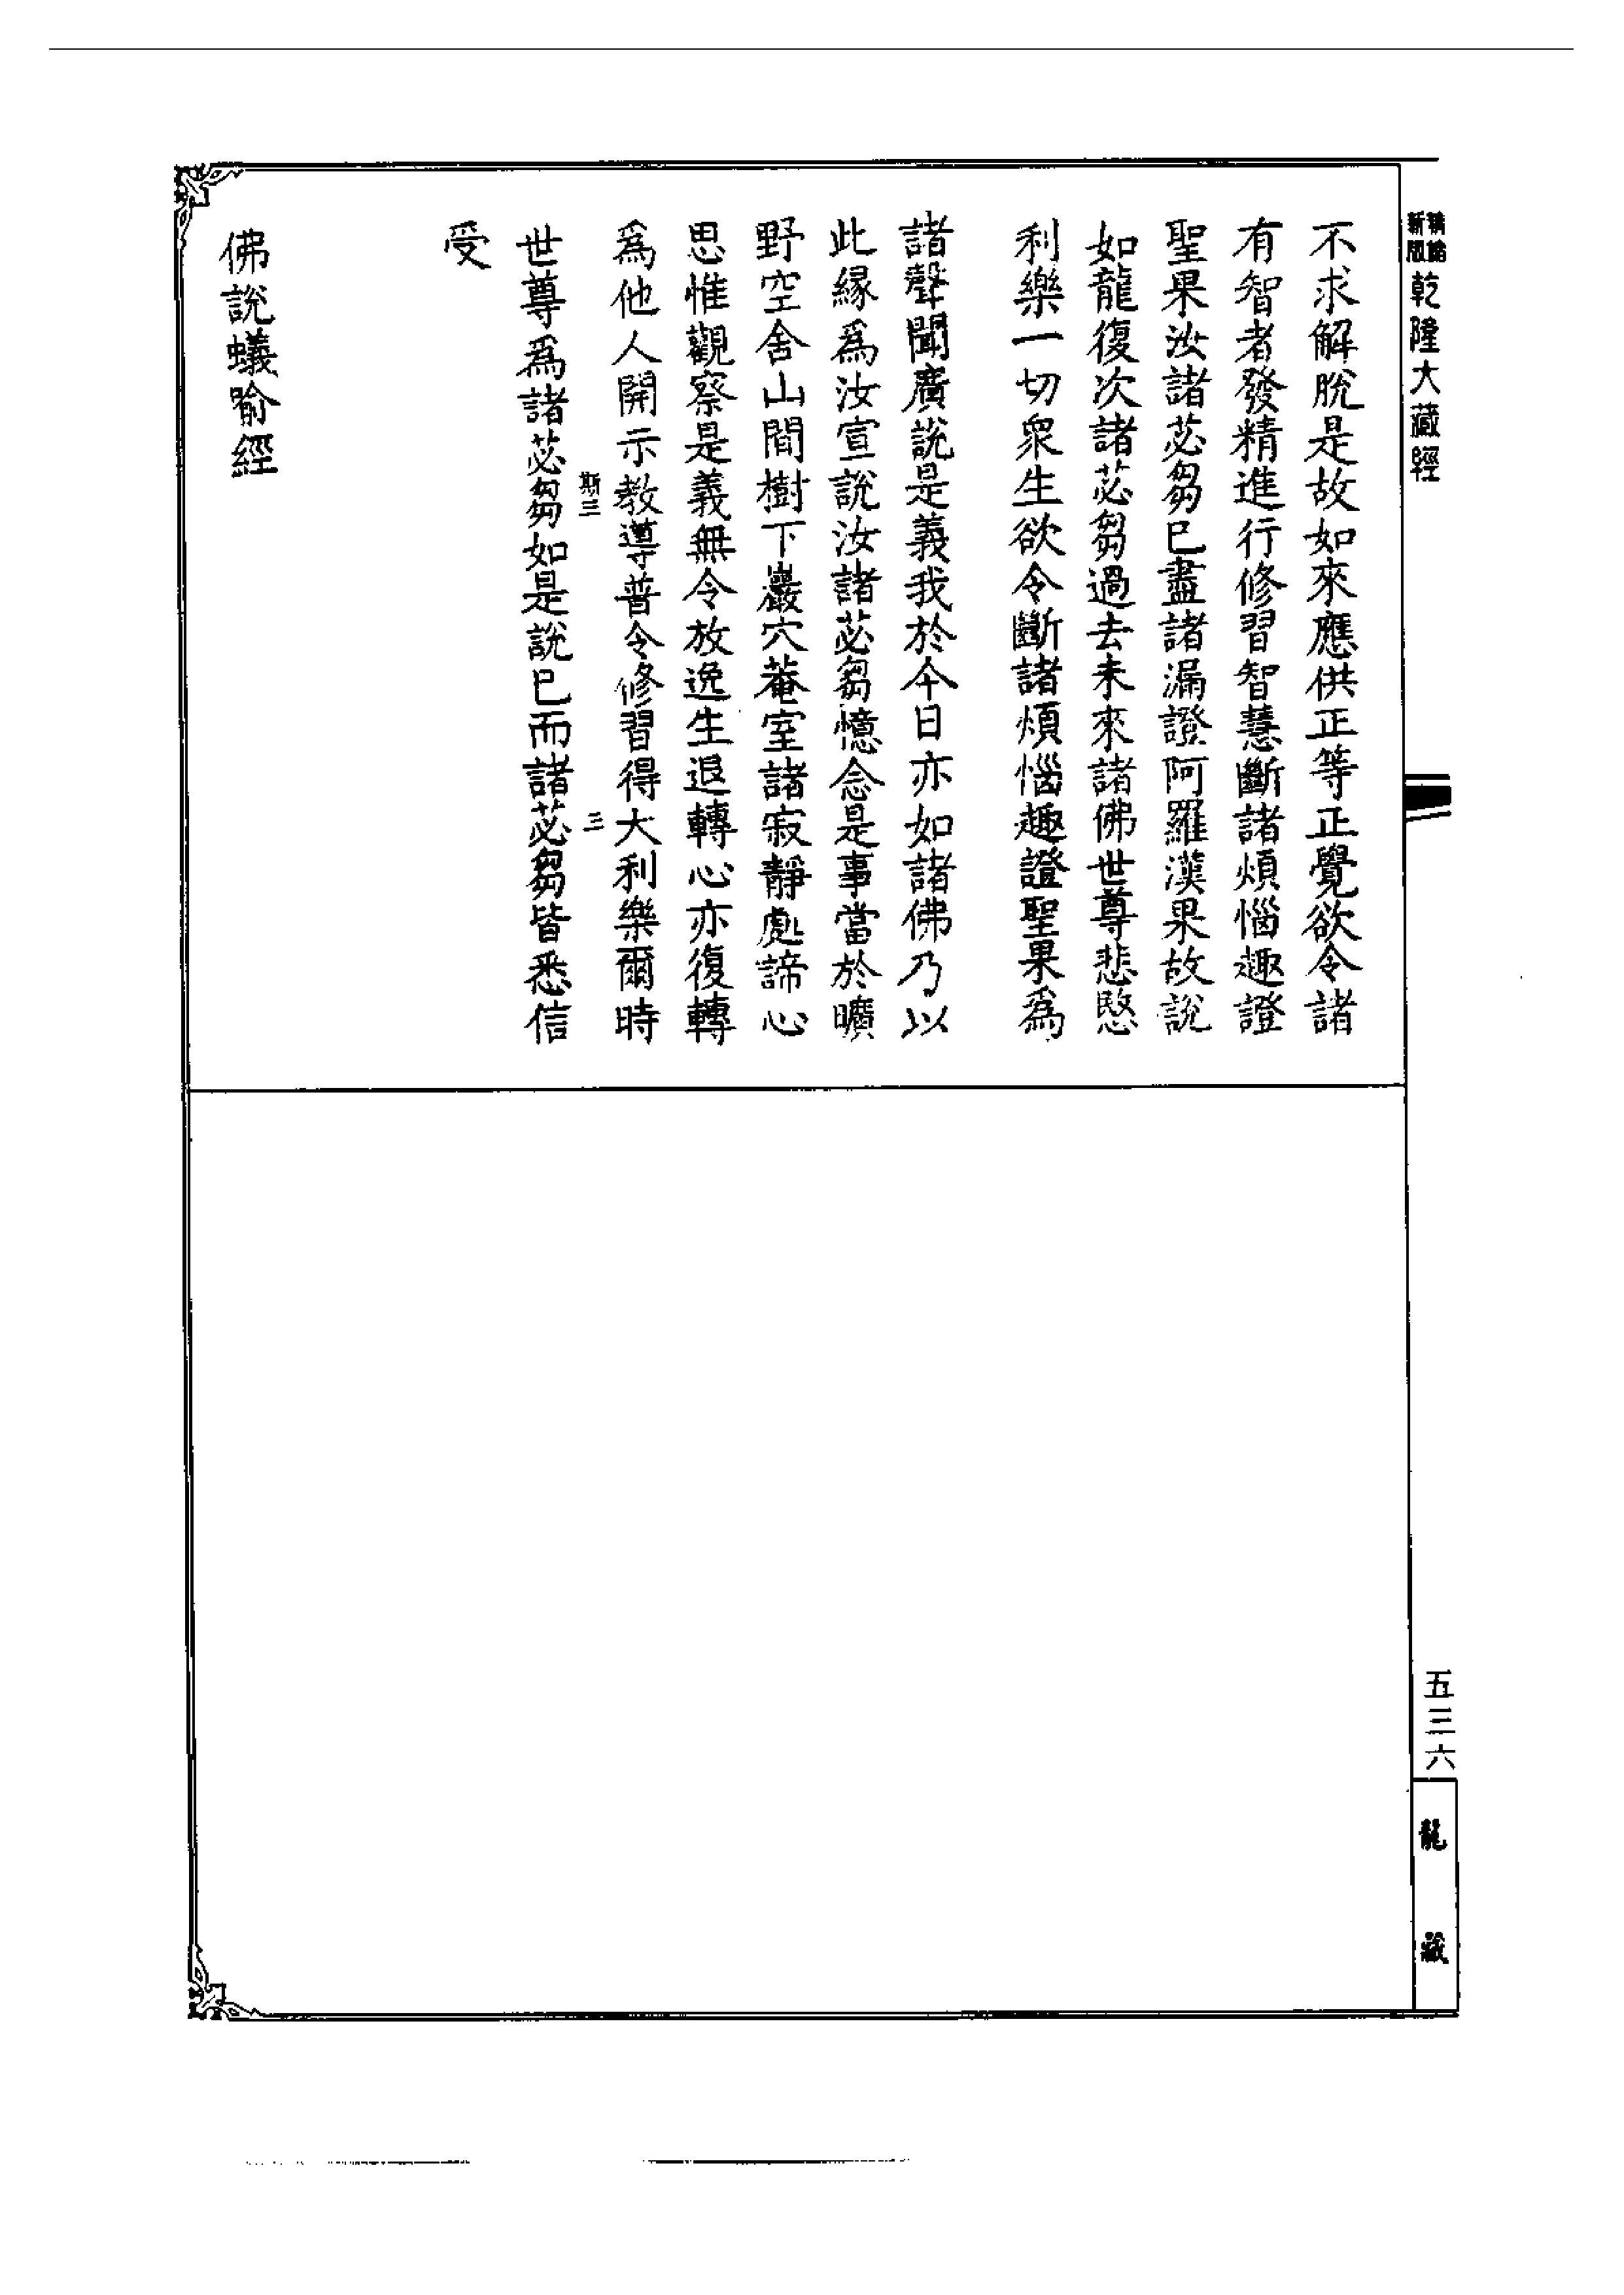 新版
精論
乾隆大藏經
不求解脫是故如來應供正等正覺欲令諸
有智者發精進行修習智慧斷諸煩惱趣證
聖果汝諸苾芻已盡諸漏證阿羅漢果故說
如龍復次諸苾芻過去未來諸佛世尊悲愍
利樂一切眾生欲令斷諸煩惱趣證聖果為
諸聲聞廣說是義我於今日亦如諸佛乃以
此緣為汝宣說汝諸苾芻憶念是事當於曠
野空舍山間樹下巖穴菴室諸寂靜處諦心
思惟觀察是義無令放逸生退轉心亦復轉
為他人開示教導普令修習得大利樂爾時
斯三
三
世尊為諸苾芻如是說已而諸苾芻皆悉信
受
佛說蟻喻經
五三六
龍藏